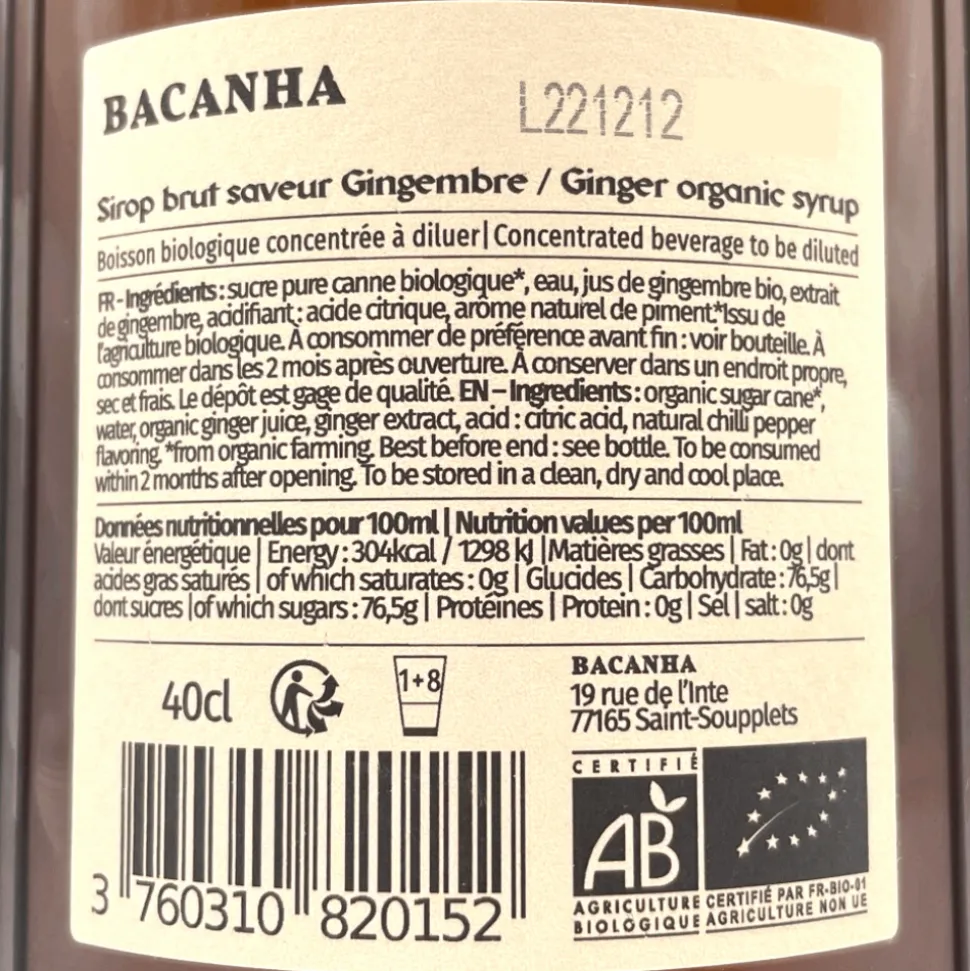 BACANHA
L221212
Sirop brut saveur Gingembre / Ginger organic syrup
Boisson biologique concentrée à diluer | Concentrated beverage to be diluted
FR - Ingrédients : sucre pure canne biologique*, eau, jus de gingembre bio, extrait
de gingembre, acidifiant : acide citrique, arôme naturel de piment.*Issu de
l'agriculture biologique. À consommer de préférence avant fin : voir bouteille. À
consommer dans les 2 mois après ouverture. À conserver dans un endroit propre,
sec et frais. Le dépôt est gage de qualité. EN – Ingredients : organic sugar cane*,
water, organic ginger juice, ginger extract, acid : citric acid, natural chilli pepper
flavoring. *from organic farming. Best before end : see bottle. To be consumed
within 2 months after opening. To be stored in a clean, dry and cool place.
Données nutritionnelles pour 100ml | Nutrition values per 100ml
Valeur énergétique | Energy : 304kcal / 1298 kJ | Matières grasses | Fat : 0g | dont
acides gras saturés | of which saturates : 0g | Glucides | Carbohydrate : 76,5g |
dont sucres | of which sugars : 76,5g | Protéines | Protein : 0g | Sel | salt : 0g
40cl
1+8
BACANHA
19 rue de l'Inte
77165 Saint-Soupplets
CERTIFIÉ
AB
AGRICULTURE
BIOLOGIQUE
CERTIFIÉ PAR FR-BIO-01
AGRICULTURE NON UE
3 760310 820152